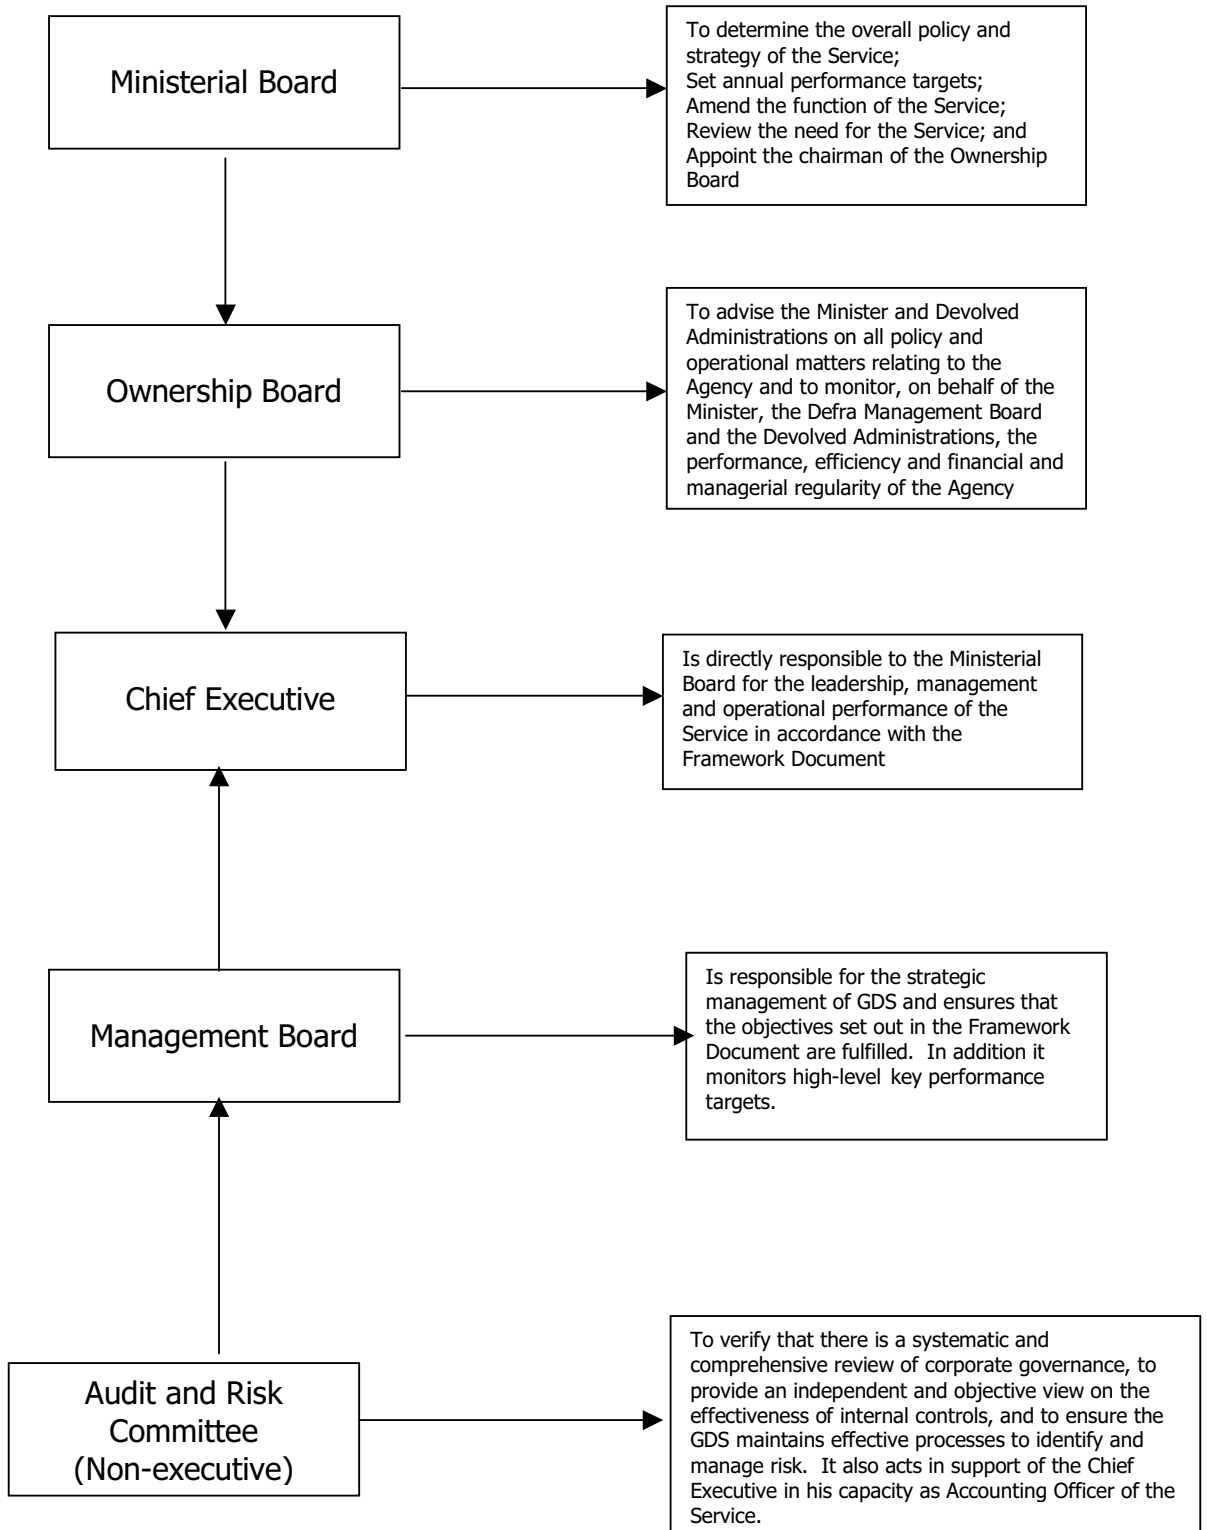 Ministerial Board
To determine the overall policy and
strategy of the Service;
Set annual performance targets;
Amend the function of the Service;
Review the need for the Service; and
Appoint the chairman of the Ownership
Board
Ownership Board
To advise the Minister and Devolved
Administrations on all policy and
operational matters relating to the
Agency and to monitor, on behalf of the
Minister, the Defra Management Board
and the Devolved Administrations, the
performance, efficiency and financial and
managerial regularity of the Agency
Chief Executive
Is directly responsible to the Ministerial
Board for the leadership, management
and operational performance of the
Service in accordance with the
Framework Document
Management Board
Is responsible for the strategic
management of GDS and ensures that
the objectives set out in the Framework
Document are fulfilled.  In addition it
monitors high-level key performance
targets.
Audit and Risk
Committee
(Non-executive)
To verify that there is a systematic and
comprehensive review of corporate governance, to
provide an independent and objective view on the
effectiveness of internal controls, and to ensure the
GDS maintains effective processes to identify and
manage risk.  It also acts in support of the Chief
Executive in his capacity as Accounting Officer of the
Service.